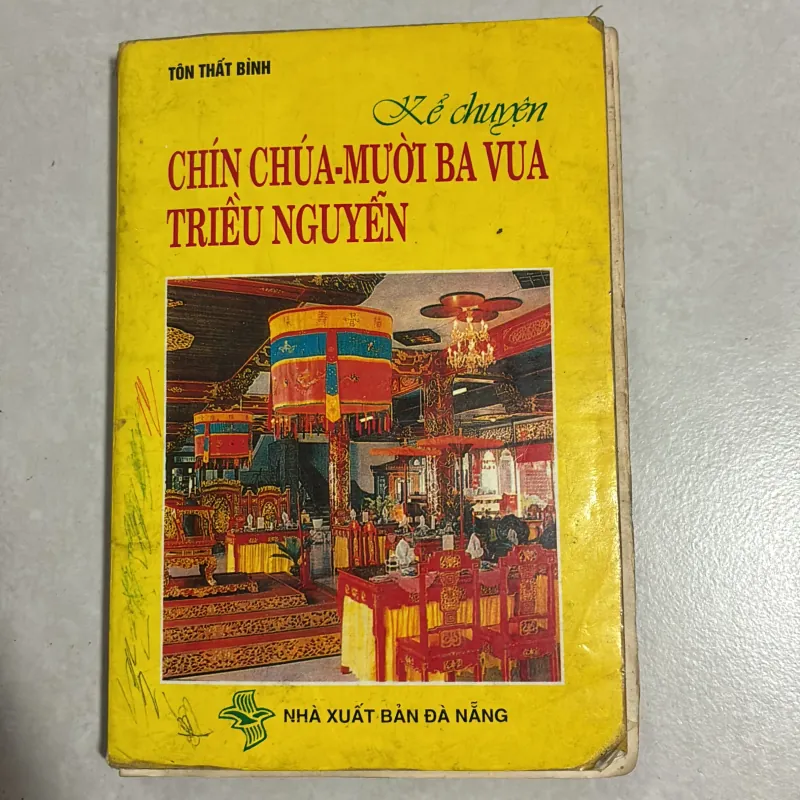 TÔN THẤT BÌNH
Kể chuyện
CHÍN CHÚA-MƯỜI BA VUA
TRIỀU NGUYỄN
NHÀ XUẤT BẢN ĐÀ NẴNG